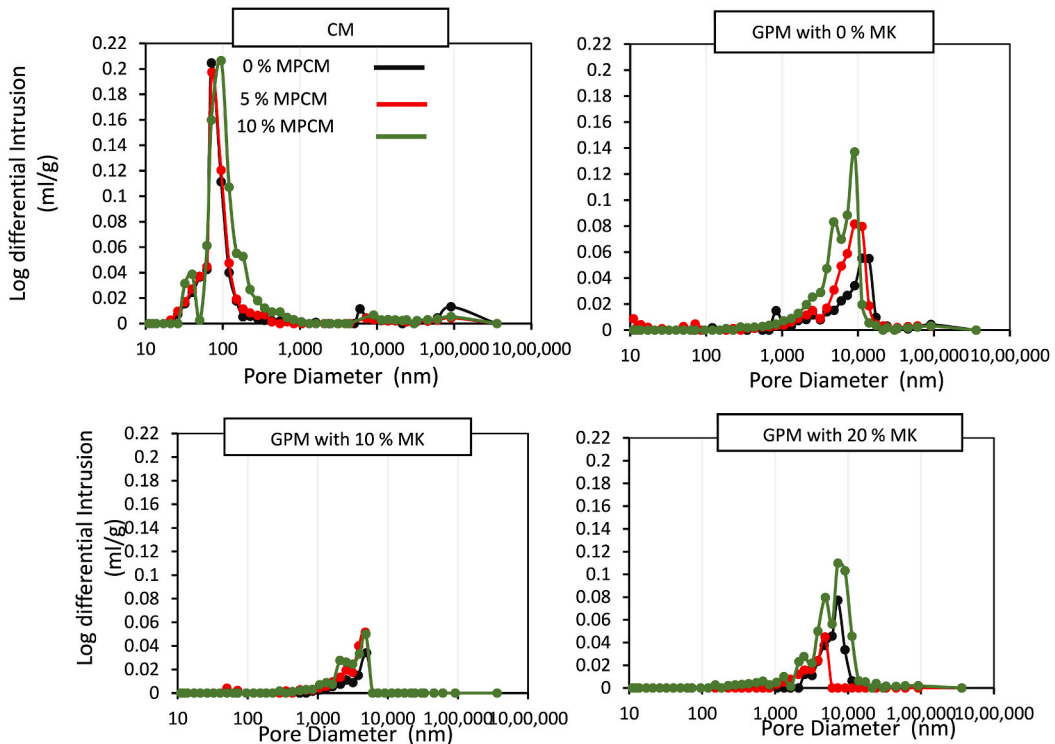 CM
Log differential Intrusion
(ml/g)
0.22
0.2
0.18
0.16
0.14
0.12
0.1
0.08
0.06
0.04
0.02
0
0 % MPCM
5 % MPCM
10 % MPCM
10 100 1,000 10,000 1,00,000 10,00,000
Pore Diameter (nm)
GPM with 0 % MK
0.22
0.2
0.18
0.16
0.14
0.12
0.1
0.08
0.06
0.04
0.02
0
10 100 1,000 10,000 1,00,000 10,00,000
Pore Diameter (nm)
GPM with 10 % MK
Log differential Intrusion
(ml/g)
0.22
0.2
0.18
0.16
0.14
0.12
0.1
0.08
0.06
0.04
0.02
0
10 100 1,000 10,000 1,00,000 10,00,000
Pore Diameter (nm)
GPM with 20 % MK
0.22
0.2
0.18
0.16
0.14
0.12
0.1
0.08
0.06
0.04
0.02
0
10 100 1,000 10,000 1,00,000 10,00,000
Pore Diameter (nm)